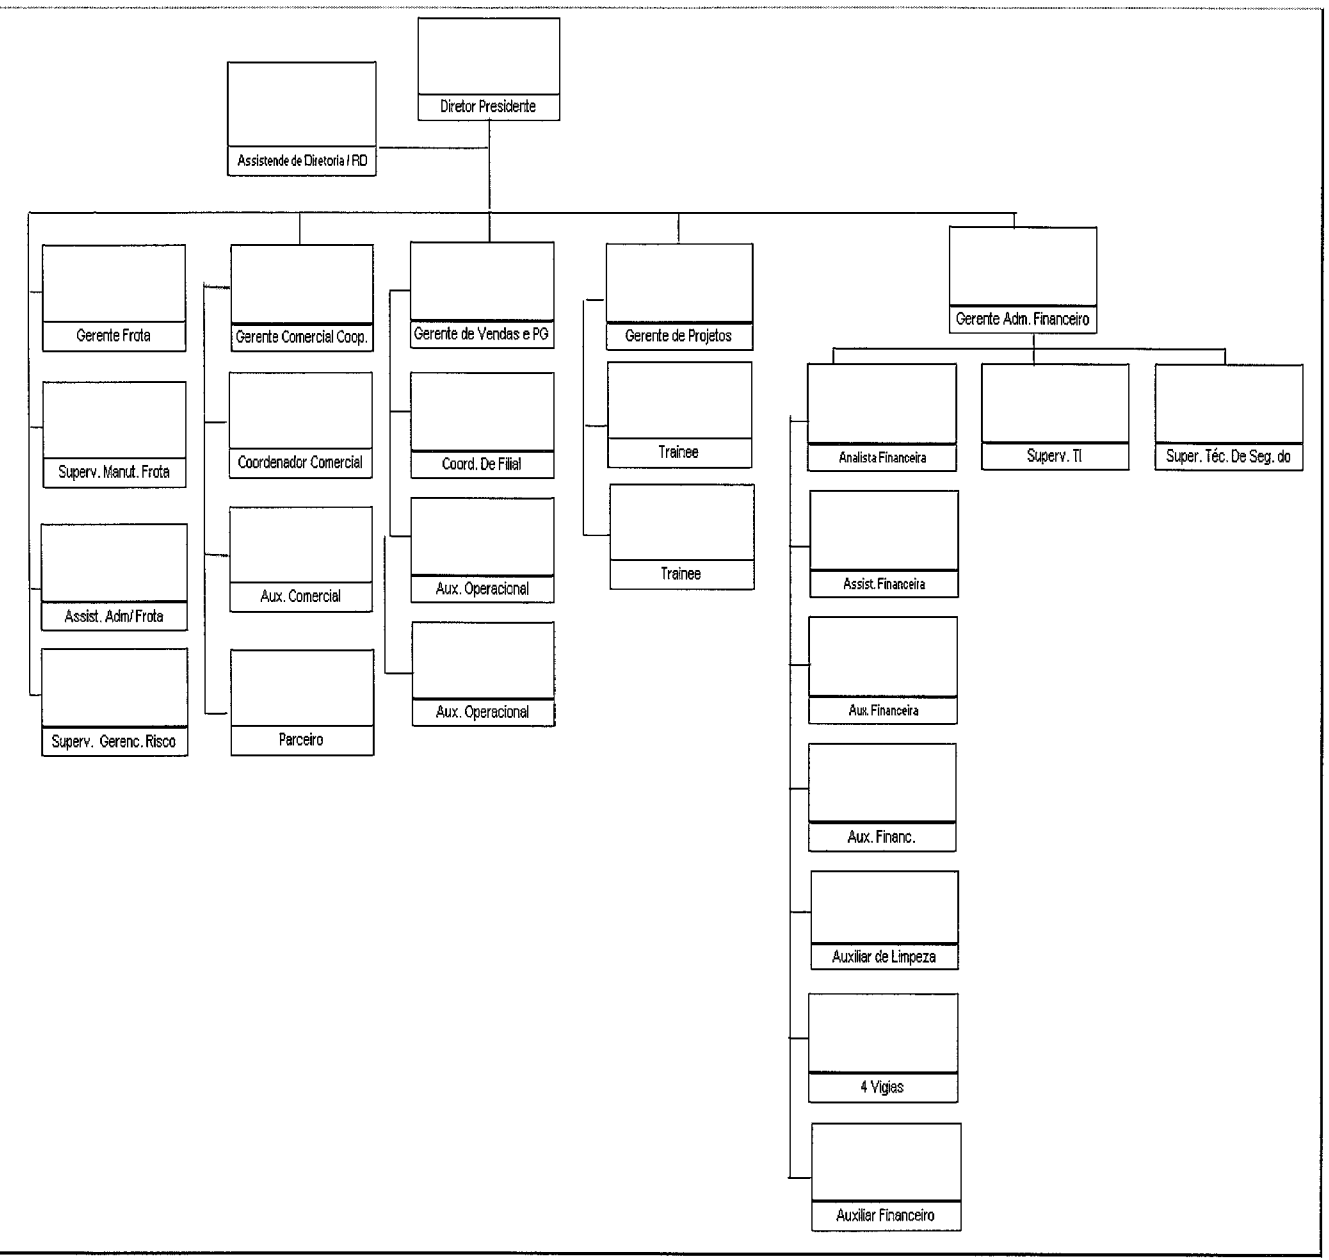 Diretor Presidente
Assistende de Diretoria / RD
Gerente Frota
Gerente Comercial Coop.
Gerente de Vendas e PG
Gerente de Projetos
Gerente Adm. Financeiro
Superv. Manut. Frota
Coordenador Comercial
Coord. De Filial
Trainee
Analista Financeira
Superv. TI
Super. Téc. De Seg. do
Assist. Adm/ Frota
Aux. Comercial
Aux. Operacional
Trainee
Assist. Financeira
Superv. Gerenc. Risco
Parceiro
Aux. Operacional
Aux. Financeira
Aux. Financ.
Auxiliar de Limpeza
4 Vigias
Auxiliar Financeiro